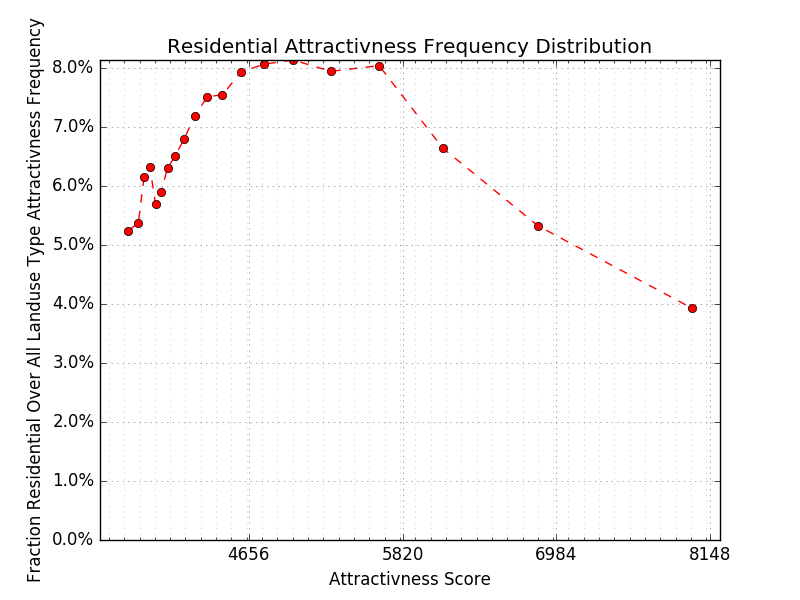 Residential Attractivness Frequency Distribution
Fraction Residential Over All Landuse Type Attractivness Frequency
8.0%
7.0%
6.0%
5.0%
4.0%
3.0%
2.0%
1.0%
0.0%
4656 5820 6984 8148
Attractivness Score